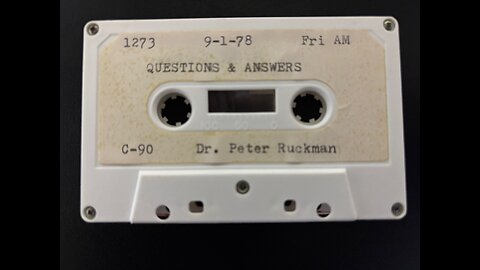 1273 9-1-78 Fri AM
QUESTIONS & ANSWERS
C-90 Dr. Peter Ruckman